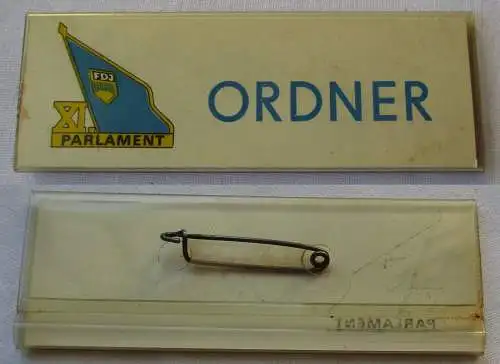 FDJ
XI.
PARLAMENT
ORDNER
PARLAMENT